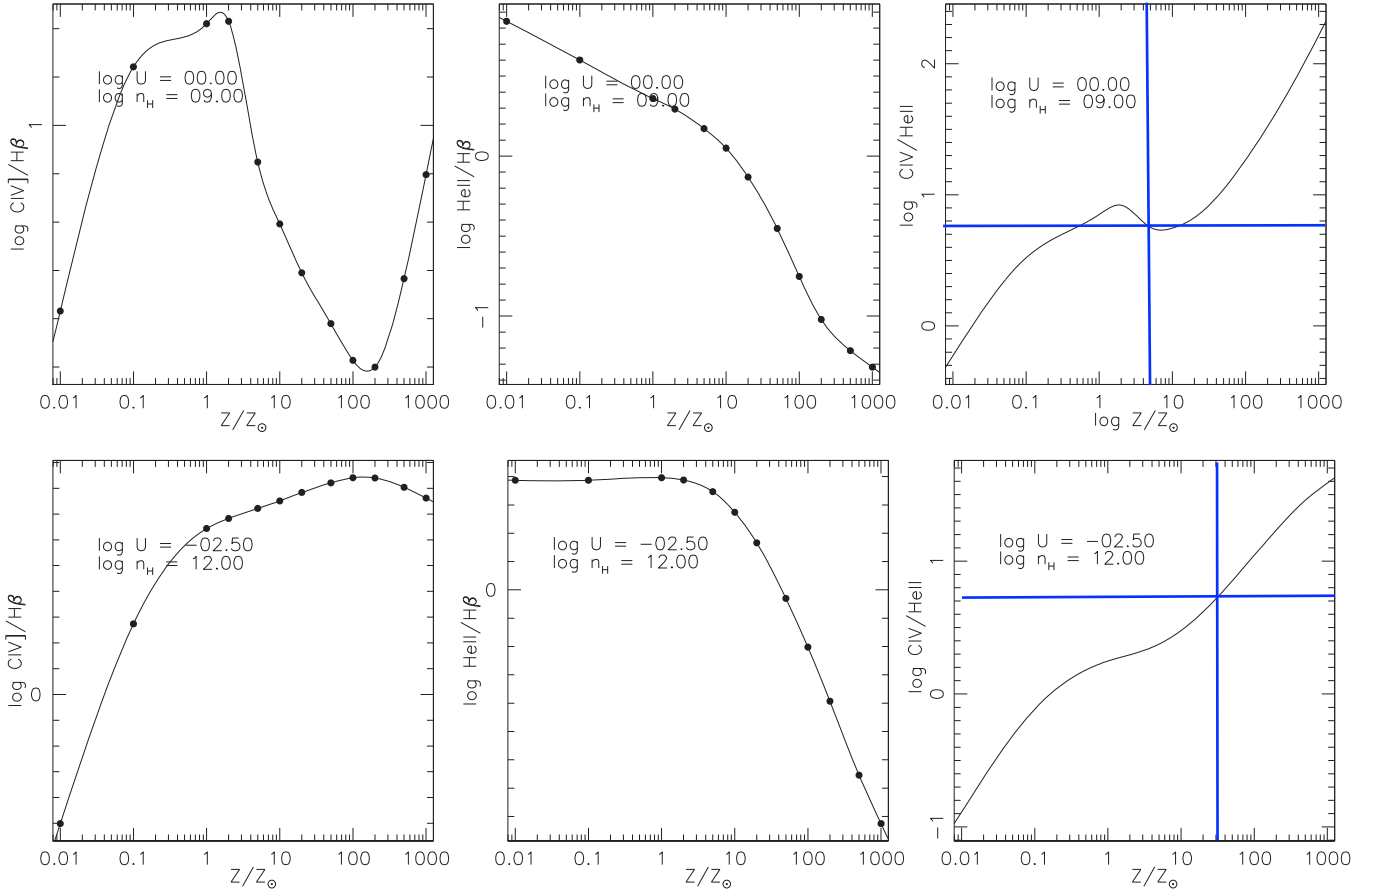 log CIV]/Hβ
1
log U = 00.00
log n_H = 09.00
0.01 0.1 1 10 100 1000
Z/Z⊙
log HeII/Hβ
0
−1
log U = 00.00
log n_H = 09.00
0.01 0.1 1 10 100 1000
Z/Z⊙
log CIV/HeII
2
1
0
log U = 00.00
log n_H = 09.00
0.01 0.1 1 10 100 1000
log Z/Z⊙
log CIV]/Hβ
0
log U = −02.50
log n_H = 12.00
0.01 0.1 1 10 100 1000
Z/Z⊙
log HeII/Hβ
0
log U = −02.50
log n_H = 12.00
0.01 0.1 1 10 100 1000
Z/Z⊙
log CIV/HeII
1
0
−1
log U = −02.50
log n_H = 12.00
0.01 0.1 1 10 100 1000
Z/Z⊙